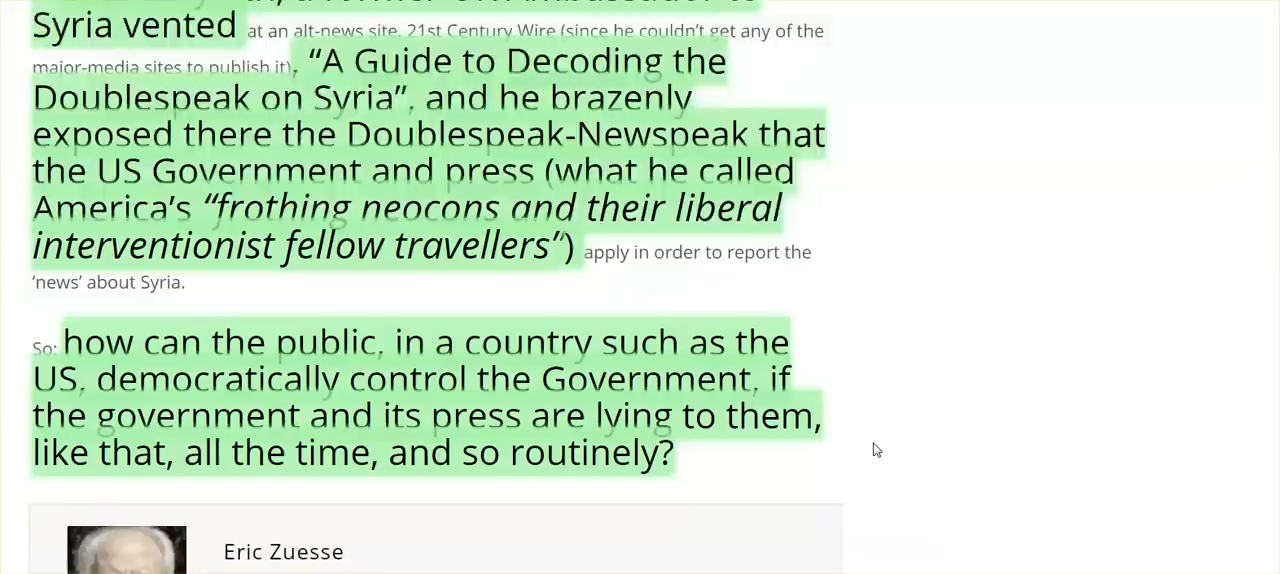 Syria vented at an alt-news site, 21st Century Wire (since he couldn’t get any of the
major-media sites to publish it), “A Guide to Decoding the
Doublespeak on Syria”, and he brazenly
exposed there the Doublespeak-Newspeak that
the US Government and press (what he called
America’s “frothing neocons and their liberal
interventionist fellow travellers”) apply in order to report the
‘news’ about Syria.
So: how can the public, in a country such as the
US, democratically control the Government, if
the government and its press are lying to them,
like that, all the time, and so routinely?
Eric Zuesse